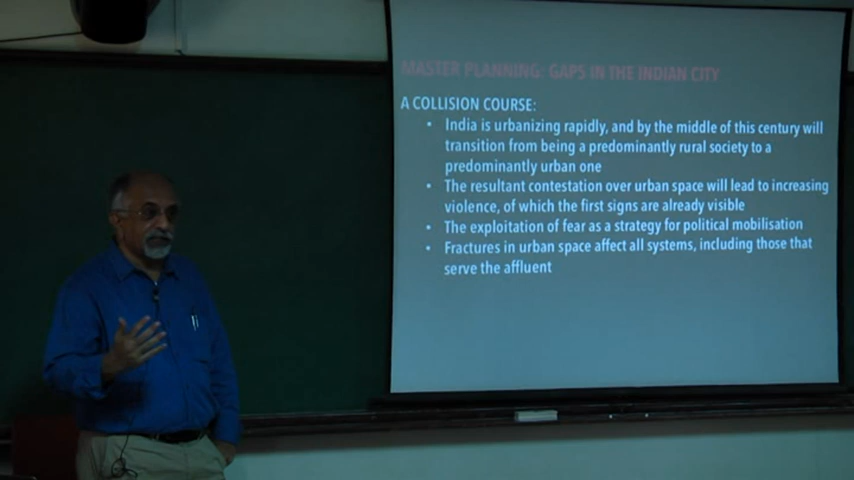 MASTER PLANNING: GAPS IN THE INDIAN CITY
A COLLISION COURSE:
• India is urbanizing rapidly, and by the middle of this century will
transition from being a predominantly rural society to a
predominantly urban one
• The resultant contestation over urban space will lead to increasing
violence, of which the first signs are already visible
• The exploitation of fear as a strategy for political mobilisation
• Fractures in urban space affect all systems, including those that
serve the affluent